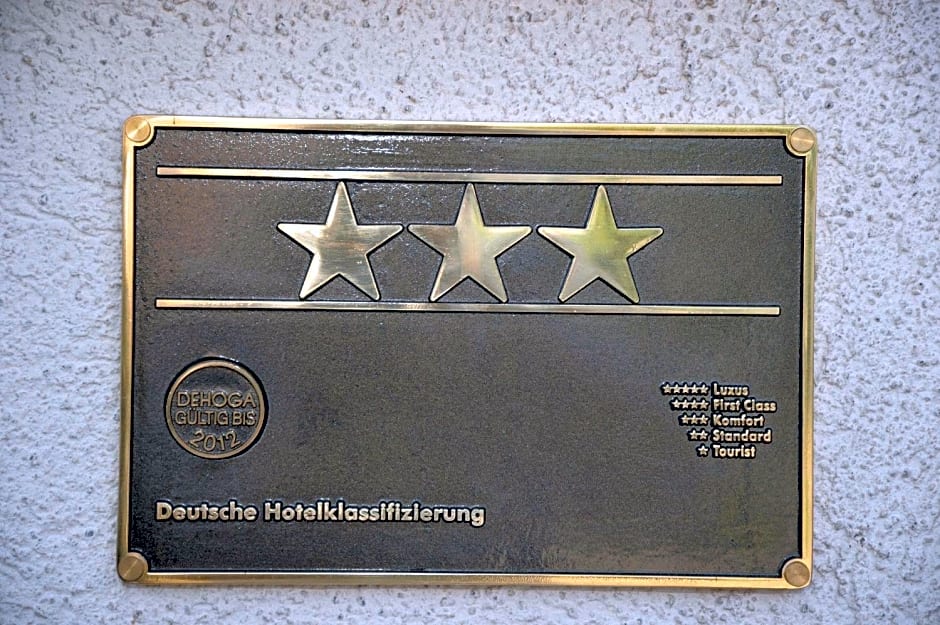 DEHOGA
GÜLTIG BIS
2012
★★★★★ Luxus
★★★★ First Class
★★★ Komfort
★★ Standard
★ Tourist
Deutsche Hotelklassifizierung